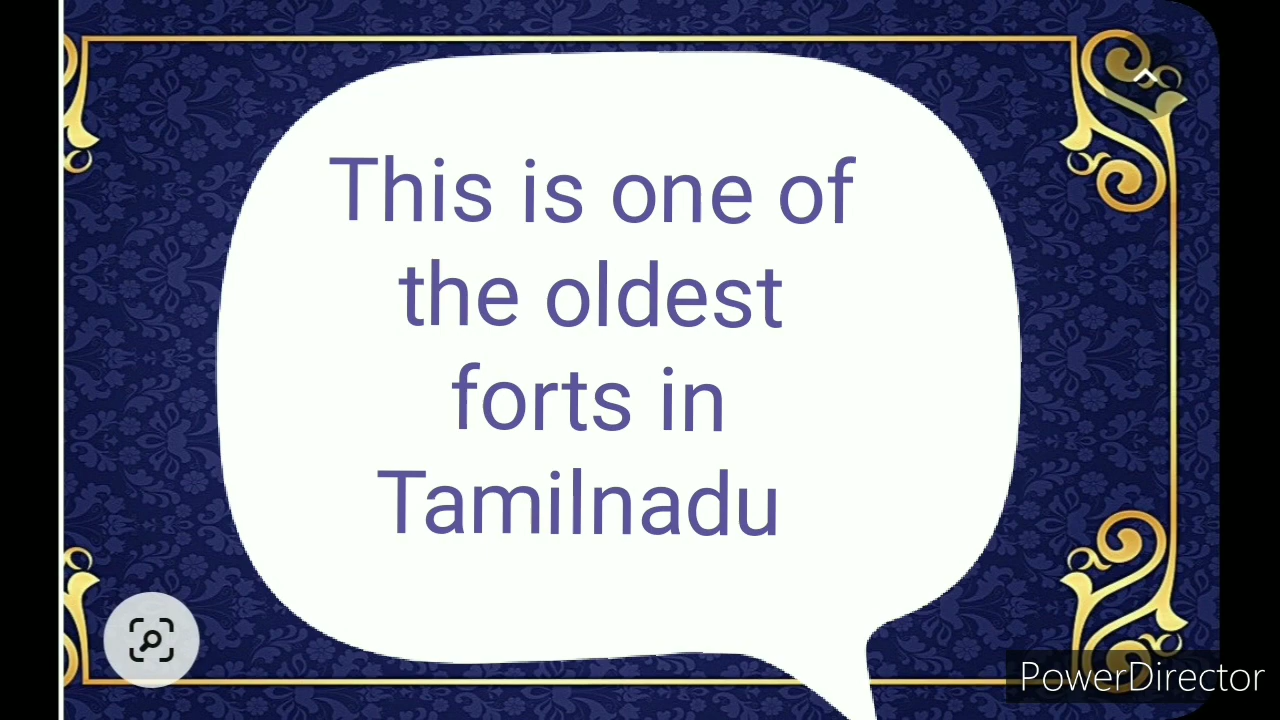 This is one of
the oldest
forts in
Tamilnadu
PowerDirector